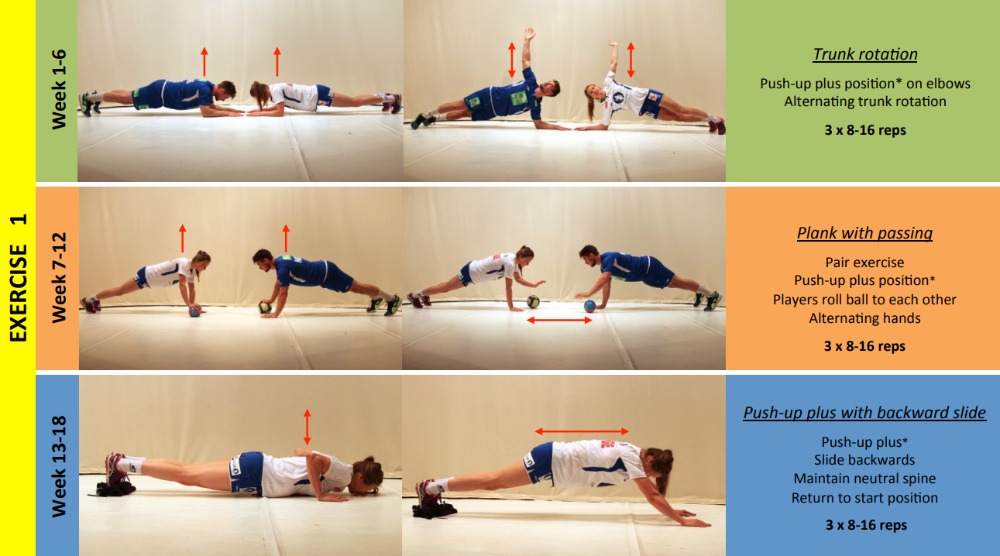 EXERCISE 1
Week 1-6
Trunk rotation
Push-up plus position* on elbows
Alternating trunk rotation
3 x 8-16 reps
Week 7-12
Plank with passing
Pair exercise
Push-up plus position*
Players roll ball to each other
Alternating hands
3 x 8-16 reps
Week 13-18
Push-up plus with backward slide
Push-up plus*
Slide backwards
Maintain neutral spine
Return to start position
3 x 8-16 reps